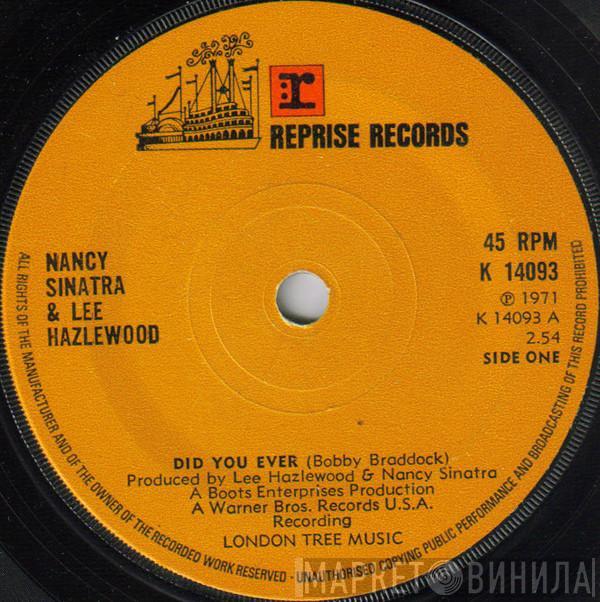 r
REPRISE RECORDS
NANCY
SINATRA
& LEE
HAZLEWOOD
45 RPM
K 14093
℗ 1971
K 14093 A
2.54
SIDE ONE
DID YOU EVER (Bobby Braddock)
Produced by Lee Hazlewood & Nancy Sinatra
A Boots Enterprises Production
A Warner Bros. Records U.S.A.
Recording
LONDON TREE MUSIC
ALL RIGHTS OF THE MANUFACTURER AND OF THE OWNER OF THE RECORDED WORK RESERVED - UNAUTHORISED COPYING PUBLIC PERFORMANCE AND BROADCASTING OF THIS RECORD PROHIBITED
МАРКЕТ ВИНИЛА